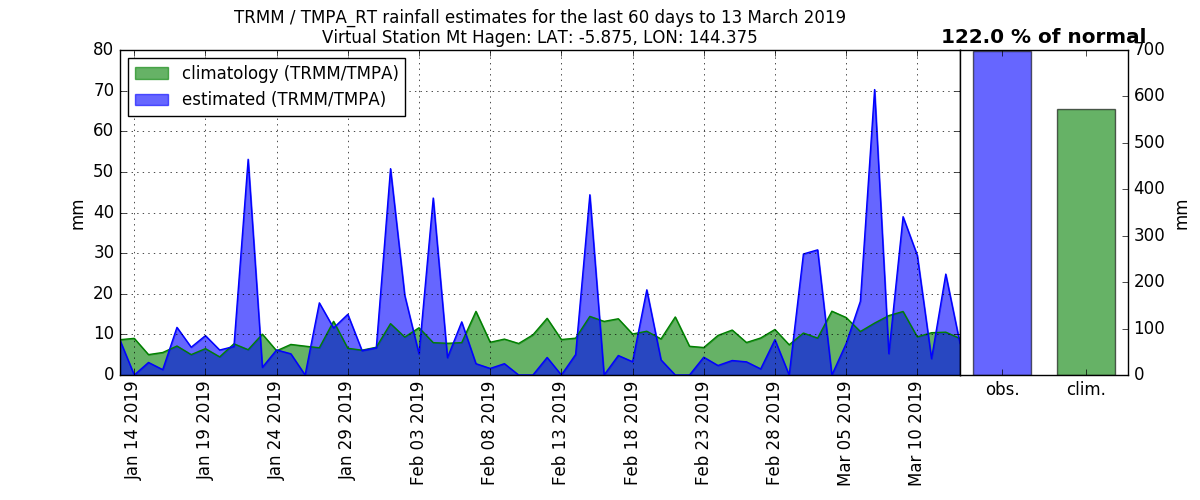 TRMM / TMPA_RT rainfall estimates for the last 60 days to 13 March 2019
Virtual Station Mt Hagen: LAT: -5.875, LON: 144.375
122.0 % of normal
climatology (TRMM/TMPA)
estimated (TRMM/TMPA)
80
70
60
50
40
30
20
10
0
mm
700
600
500
400
300
200
100
0
mm
obs.
clim.
Jan 14 2019
Jan 19 2019
Jan 24 2019
Jan 29 2019
Feb 03 2019
Feb 08 2019
Feb 13 2019
Feb 18 2019
Feb 23 2019
Feb 28 2019
Mar 05 2019
Mar 10 2019